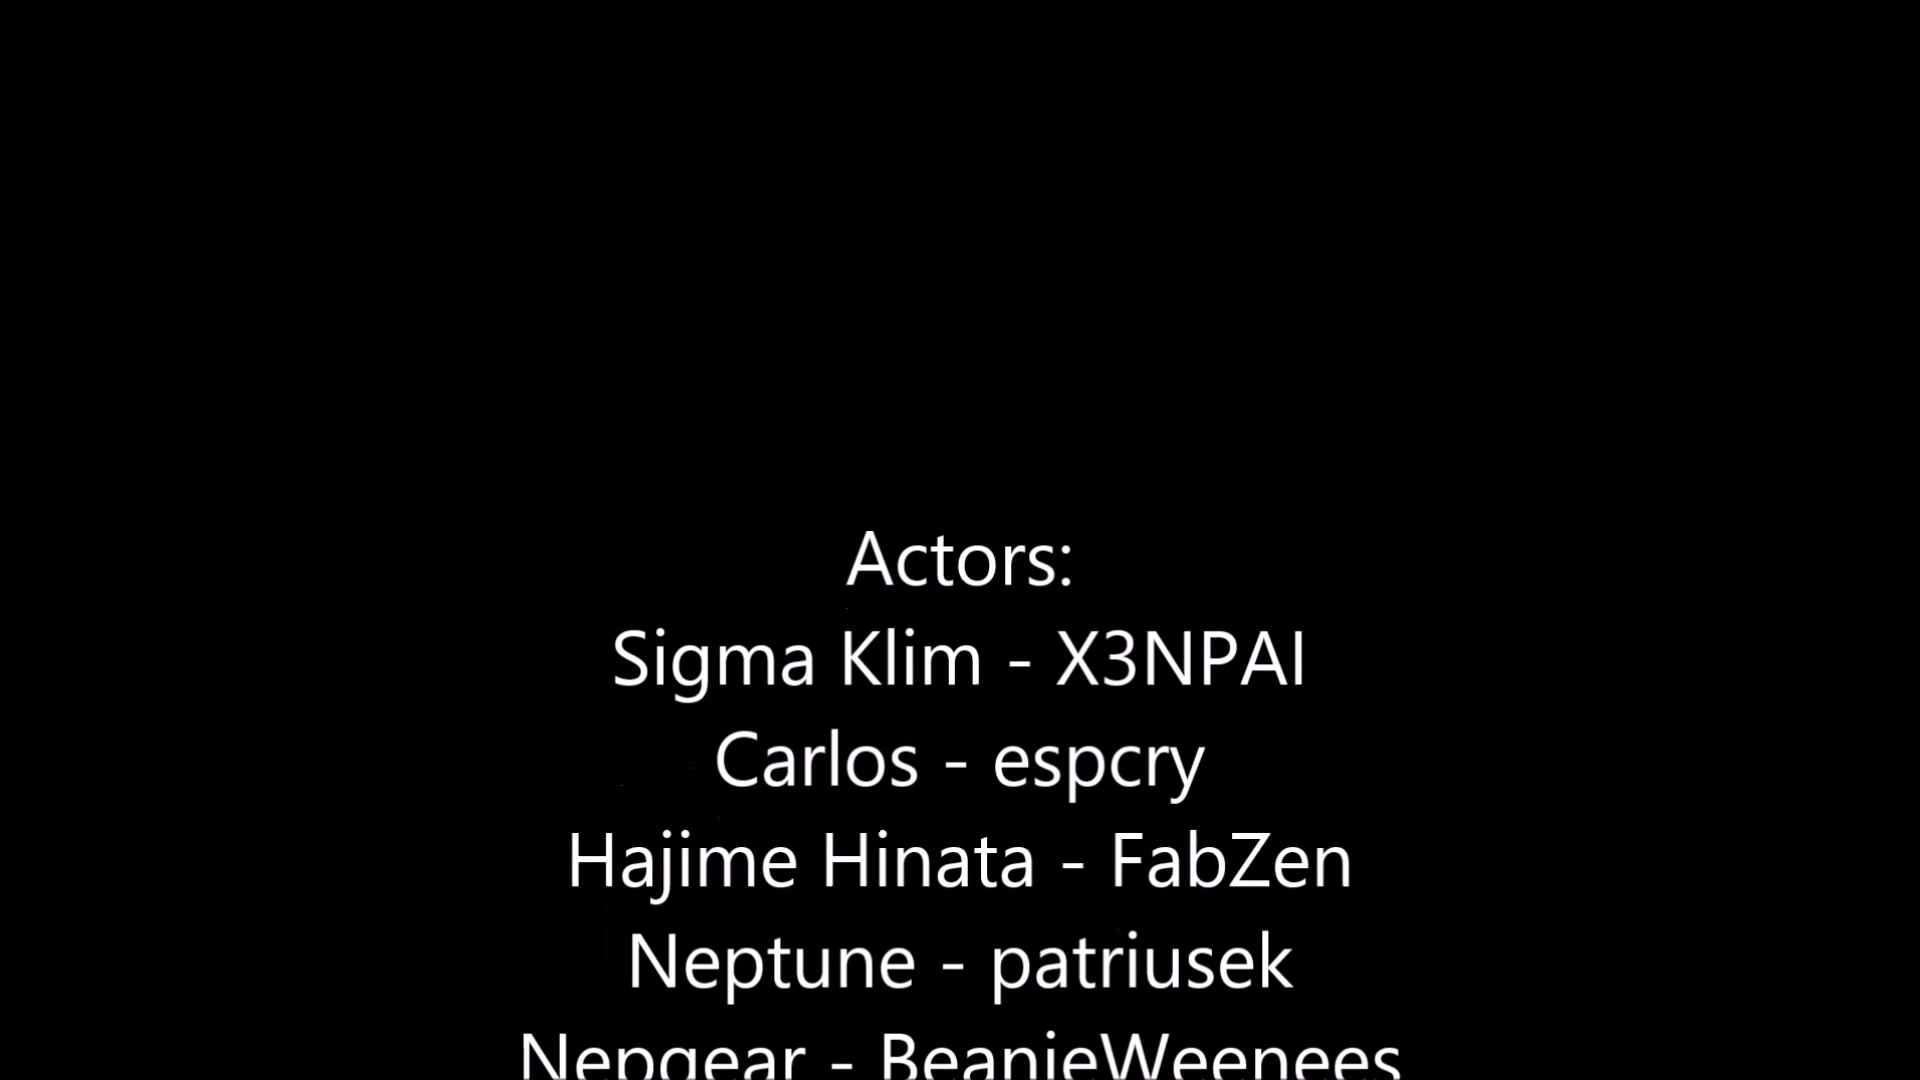 Actors:
Sigma Klim - X3NPAI
Carlos - espcry
Hajime Hinata - FabZen
Neptune - patriusek
Nepgear - BeanieWeenees